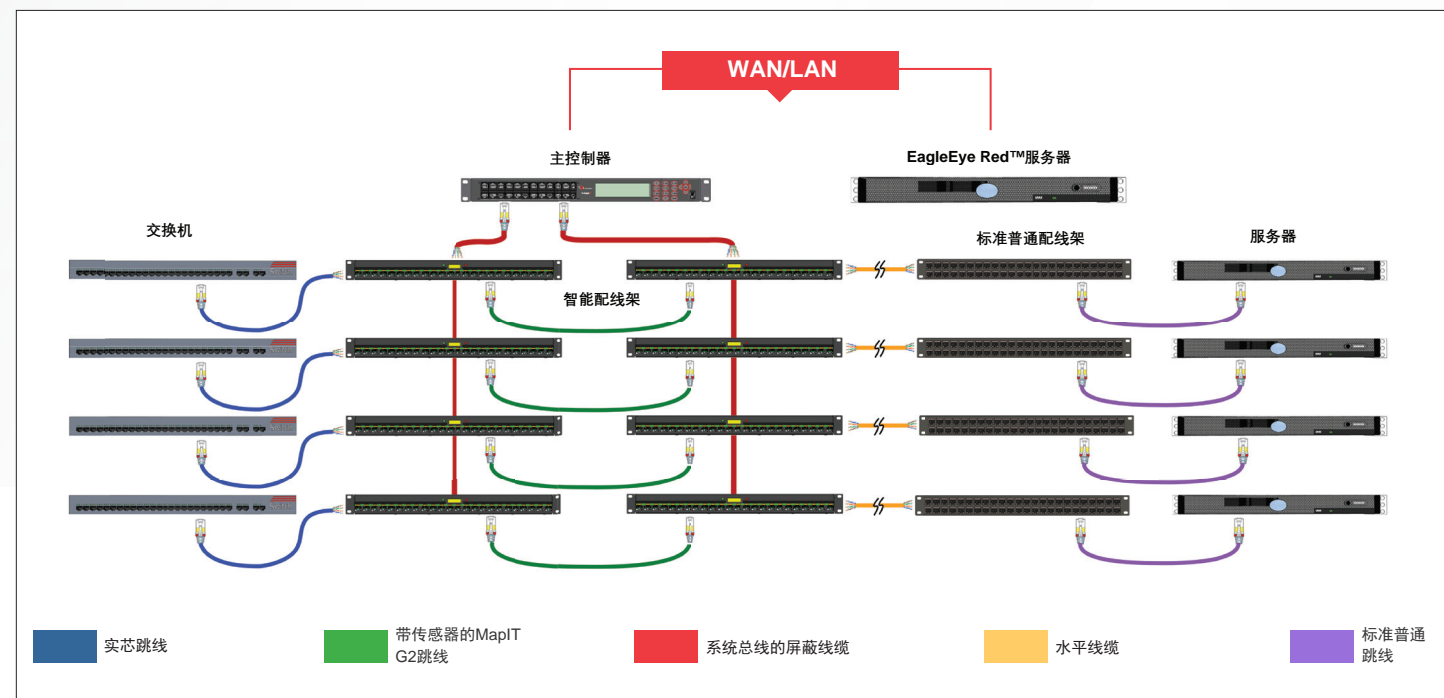 WAN/LAN
主控制器
EagleEye Red™服务器
交换机
标准普通配线架
服务器
智能配线架
实芯跳线
带传感器的MapIT
G2跳线
系统总线的屏蔽线缆
水平线缆
标准普通
跳线